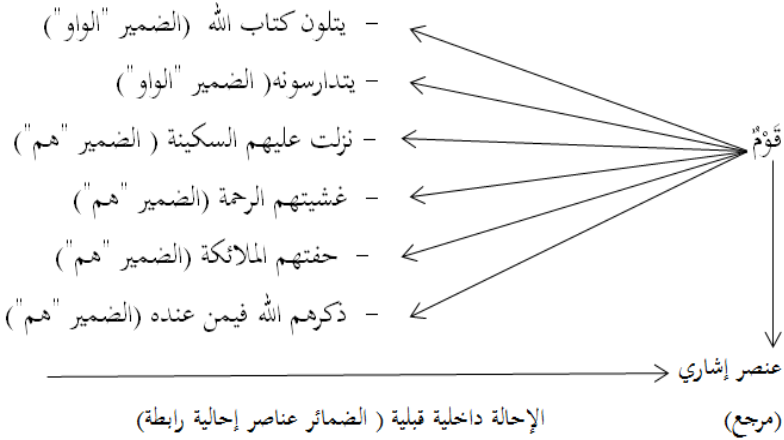 - يتلون كتاب الله (الضمير "الواو")
- يتدارسونه( الضمير "الواو")
- نزلت عليهم السكينة ( الضمير "هم")
قَوْمٌ
- غشيتهم الرحمة (الضمير "هم")
- حفتهم الملائكة (الضمير "هم")
- ذكرهم الله فيمن عنده (الضمير "هم")
عنصر إشاري
(مرجع) الإحالة داخلية قبلية ( الضمائر عناصر إحالية رابطة)